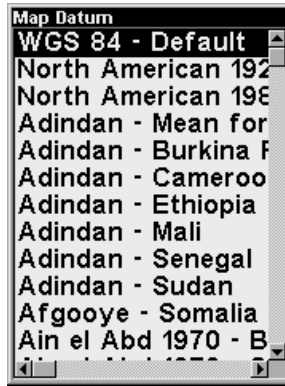 Map Datum
WGS 84 - Default
North American 192
North American 198
Adindan - Mean for
Adindan - Burkina F
Adindan - Cameroo
Adindan - Ethiopia
Adindan - Mali
Adindan - Senegal
Adindan - Sudan
Afgooye - Somalia
Ain el Abd 1970 - B